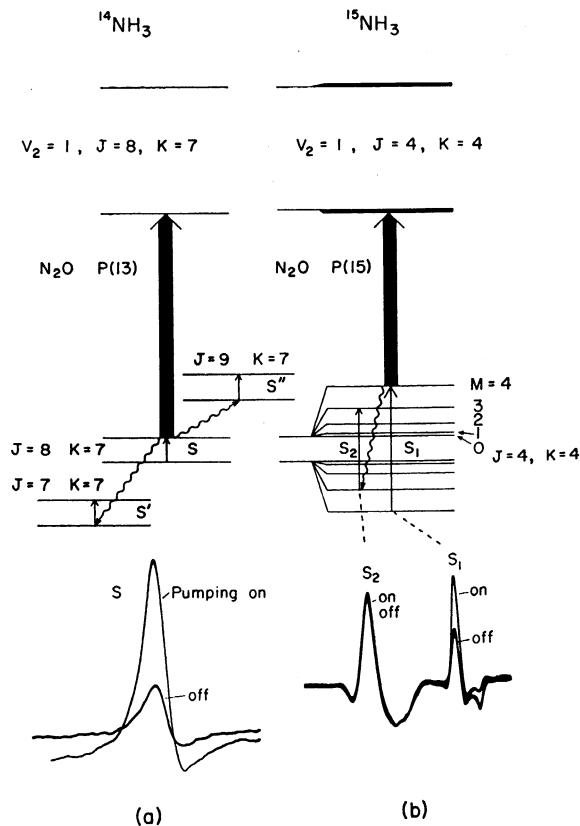 ¹⁴NH₃
V₂ = 1, J = 8, K = 7
N₂O P(13)
J = 9 K = 7
S"
J = 8 K = 7
S
J = 7 K = 7
S'
S
Pumping on
off
(a)
¹⁵NH₃
V₂ = 1, J = 4, K = 4
N₂O P(15)
M = 4
3
2
1
0
J = 4, K = 4
S₂
S₁
S₂
on
off
S₁
on
off
(b)